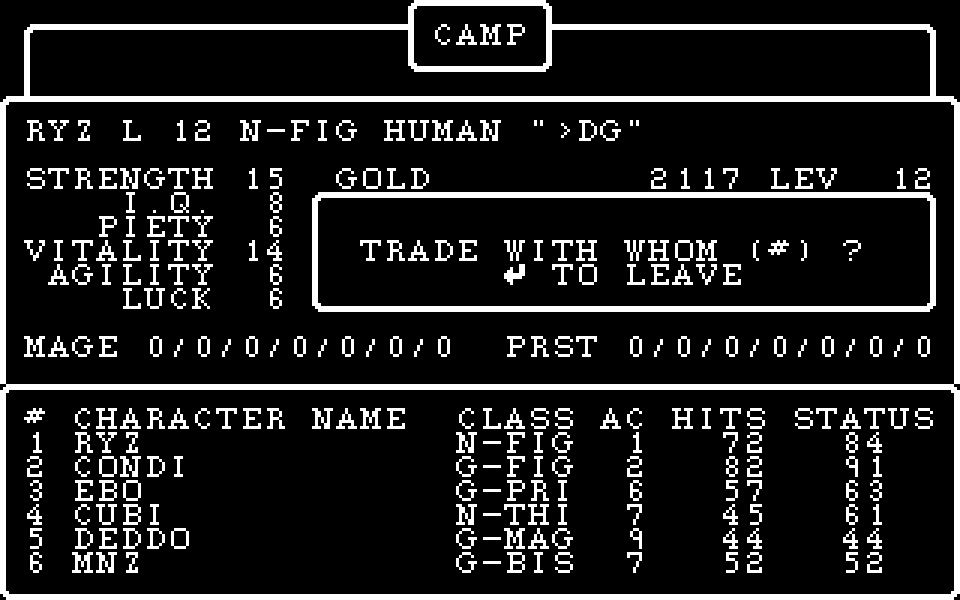 CAMP
RYZ L 12 N-FIG HUMAN ">DG"
STRENGTH 15 GOLD 2117 LEV 12
I.Q. 8
PIETY 6
VITALITY 14
AGILITY 6
LUCK 6
TRADE WITH WHOM (#) ?
↵ TO LEAVE
MAGE 0/0/0/0/0/0/0 PRST 0/0/0/0/0/0/0
# CHARACTER NAME CLASS AC HITS STATUS
1 RYZ N-FIG 1 72 84
2 CONDI G-FIG 2 82 91
3 EBO G-PRI 6 57 63
4 CUBI N-THI 7 45 61
5 DEDDO G-MAG 9 44 44
6 MNZ G-BIS 7 52 52